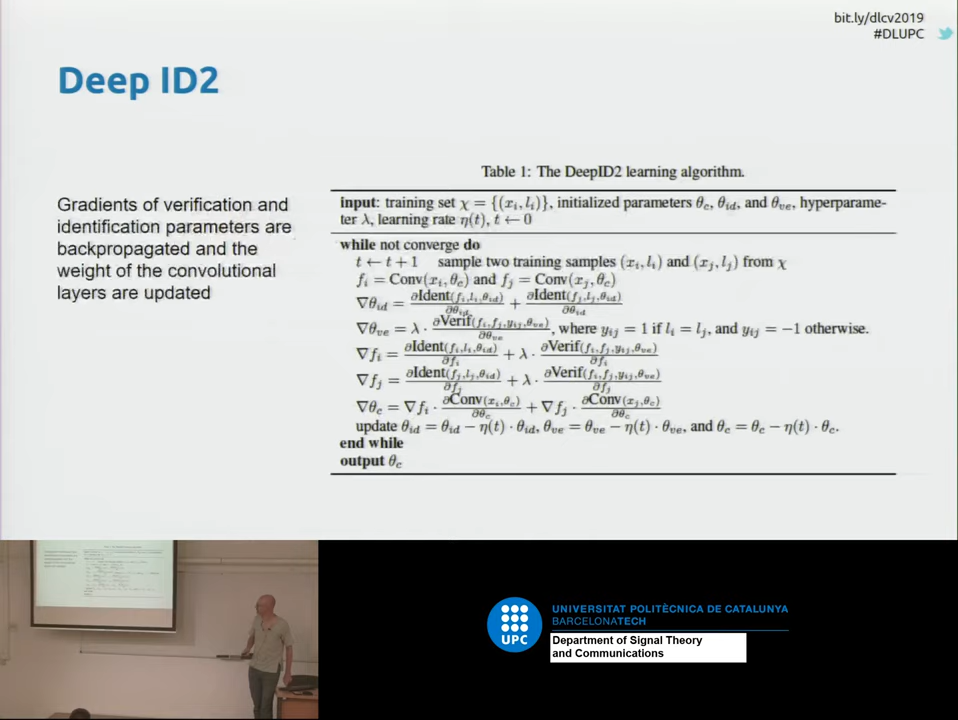 bit.ly/dlcv2019
#DLUPC
Deep ID2
Gradients of verification and
identification parameters are
backpropagated and the
weight of the convolutional
layers are updated
Table 1: The DeepID2 learning algorithm.
input: training set χ = {(xᵢ, lᵢ)}, initialized parameters θc, θid, and θve, hyperparame-
ter λ, learning rate η(t), t ← 0
while not converge do
t ← t + 1 sample two training samples (xᵢ, lᵢ) and (xⱼ, lⱼ) from χ
fᵢ = Conv(xᵢ, θc) and fⱼ = Conv(xⱼ, θc)
∇θid = ∂Ident(fᵢ,lᵢ,θid)/∂θid + ∂Ident(fⱼ,lⱼ,θid)/∂θid
∇θve = λ · ∂Verif(fᵢ,fⱼ,yᵢⱼ,θve)/∂θve, where yᵢⱼ = 1 if lᵢ = lⱼ, and yᵢⱼ = −1 otherwise.
∇fᵢ = ∂Ident(fᵢ,lᵢ,θid)/∂fᵢ + λ · ∂Verif(fᵢ,fⱼ,yᵢⱼ,θve)/∂fᵢ
∇fⱼ = ∂Ident(fⱼ,lⱼ,θid)/∂fⱼ + λ · ∂Verif(fᵢ,fⱼ,yᵢⱼ,θve)/∂fⱼ
∇θc = ∇fᵢ · ∂Conv(xᵢ,θc)/∂θc + ∇fⱼ · ∂Conv(xⱼ,θc)/∂θc
update θid = θid − η(t) · θid, θve = θve − η(t) · θve, and θc = θc − η(t) · θc.
end while
output θc
UPC
UNIVERSITAT POLITÈCNICA DE CATALUNYA
BARCELONATECH
Department of Signal Theory
and Communications